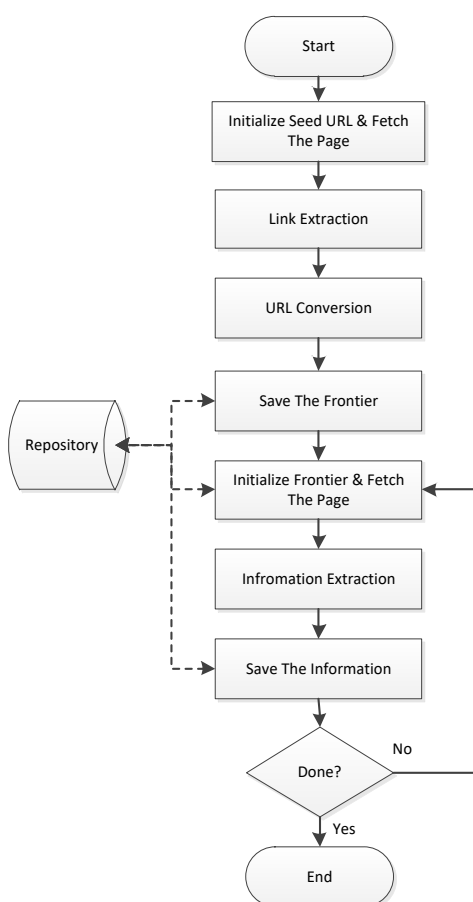 Start
Initialize Seed URL & Fetch
The Page
Link Extraction
URL Conversion
Save The Frontier
Repository
Initialize Frontier & Fetch
The Page
Infromation Extraction
Save The Information
Done?
No
Yes
End